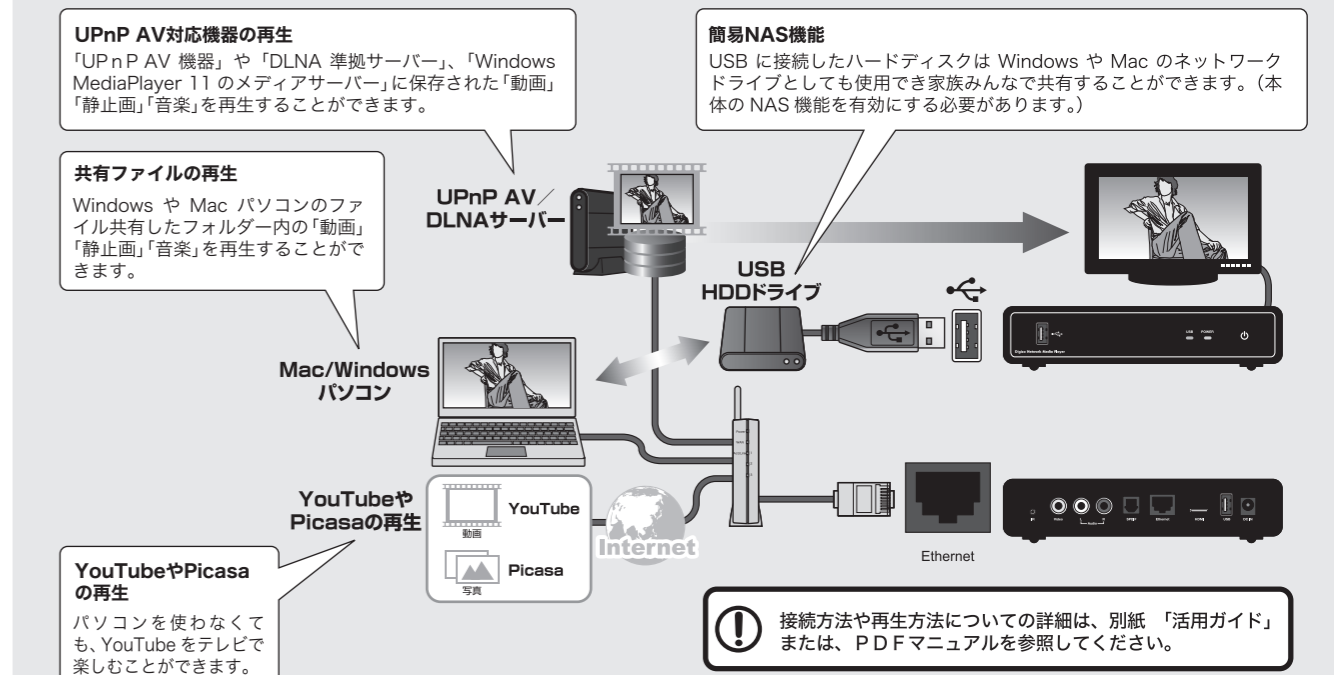 UPnP AV対応機器の再生
「UPnP AV 機器」や「DLNA 準拠サーバー」、「Windows
MediaPlayer 11 のメディアサーバー」に保存された「動画」
「静止画」「音楽」を再生することができます。
簡易NAS機能
USB に接続したハードディスクは Windows や Mac のネットワーク
ドライブとしても使用でき家族みんなで共有することができます。（本
体の NAS 機能を有効にする必要があります。）
共有ファイルの再生
Windows や Mac パソコンのファ
イル共有したフォルダー内の「動画」
「静止画」「音楽」を再生することがで
きます。
UPnP AV／
DLNAサーバー
USB
HDDドライブ
USB POWER
Digizo Network Media Player
Mac/Windows
パソコン
YouTubeや
Picasaの再生
YouTube
動画
Picasa
写真
Internet
Ethernet
Video
Audio
S/PDIF
Ethernet
HDMI
USB
DC IN
YouTubeやPicasa
の再生
パソコンを使わなくて
も、YouTube をテレビで
楽しむことができます。
接続方法や再生方法についての詳細は、別紙 「活用ガイド」
または、ＰＤＦマニュアルを参照してください。